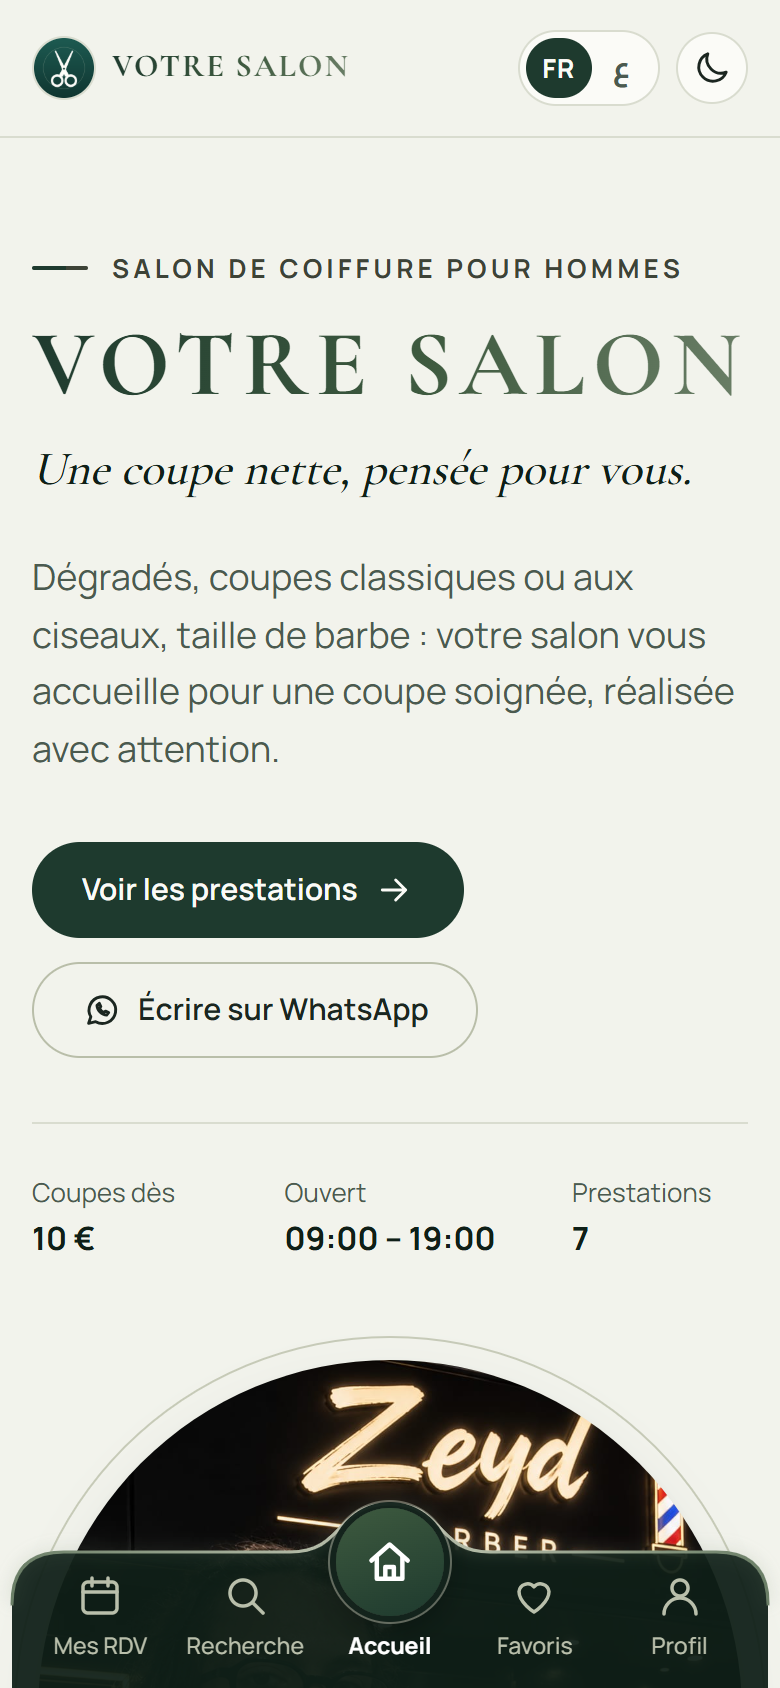 VOTRE SALON
FR ع
SALON DE COIFFURE POUR HOMMES
VOTRE SALON
Une coupe nette, pensée pour vous.
Dégradés, coupes classiques ou aux
ciseaux, taille de barbe : votre salon vous
accueille pour une coupe soignée, réalisée
avec attention.
Voir les prestations
Écrire sur WhatsApp
Coupes dès Ouvert Prestations
10 € 09:00 – 19:00 7
Zeyd
Mes RDV Recherche Accueil Favoris Profil